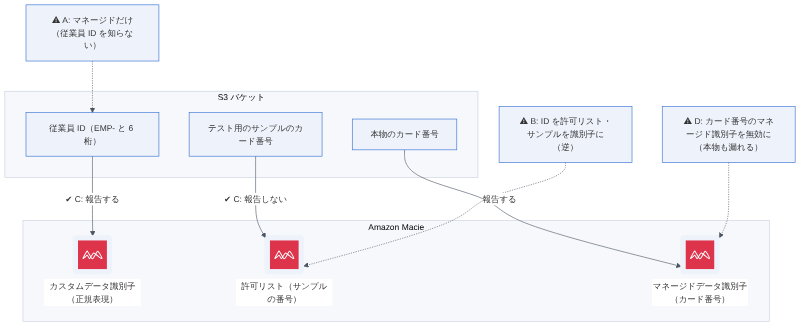 ⚠ A: マネージドだけ
（従業員 ID を知らな
い）
S3 バケット
従業員 ID（EMP- と 6
桁）
テスト用のサンプルのカ
ード番号
本物のカード番号
⚠ B: ID を許可リスト・
サンプルを識別子に
（逆）
⚠ D: カード番号のマネ
ージド識別子を無効に
（本物も漏れる）
✔ C: 報告する
✔ C: 報告しない
報告する
Amazon Macie
カスタムデータ識別子
（正規表現）
許可リスト（サンプル
の番号）
マネージドデータ識別子
（カード番号）